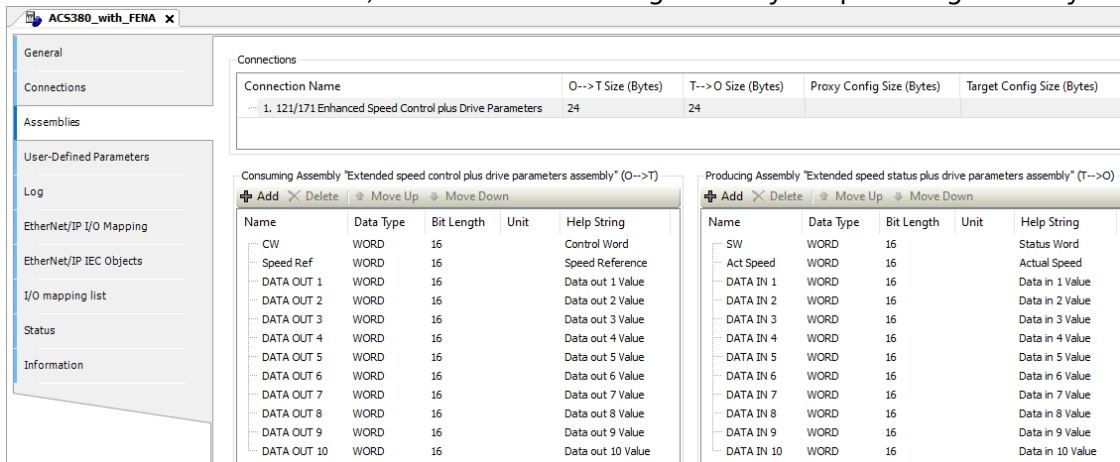 ACS380_with_FENA x
General
Connections
Assemblies
User-Defined Parameters
Log
EtherNet/IP I/O Mapping
EtherNet/IP IEC Objects
I/O mapping list
Status
Information
Connections
Connection Name O-->T Size (Bytes) T-->O Size (Bytes) Proxy Config Size (Bytes) Target Config Size (Bytes)
1. 121/171 Enhanced Speed Control plus Drive Parameters 24 24
Consuming Assembly "Extended speed control plus drive parameters assembly" (O-->T)
Add Delete Move Up Move Down
Name Data Type Bit Length Unit Help String
CW WORD 16 Control Word
Speed Ref WORD 16 Speed Reference
DATA OUT 1 WORD 16 Data out 1 Value
DATA OUT 2 WORD 16 Data out 2 Value
DATA OUT 3 WORD 16 Data out 3 Value
DATA OUT 4 WORD 16 Data out 4 Value
DATA OUT 5 WORD 16 Data out 5 Value
DATA OUT 6 WORD 16 Data out 6 Value
DATA OUT 7 WORD 16 Data out 7 Value
DATA OUT 8 WORD 16 Data out 8 Value
DATA OUT 9 WORD 16 Data out 9 Value
DATA OUT 10 WORD 16 Data out 10 Value
Producing Assembly "Extended speed status plus drive parameters assembly" (T-->O)
Add Delete Move Up Move Down
Name Data Type Bit Length Unit Help String
SW WORD 16 Status Word
Act Speed WORD 16 Actual Speed
DATA IN 1 WORD 16 Data in 1 Value
DATA IN 2 WORD 16 Data in 2 Value
DATA IN 3 WORD 16 Data in 3 Value
DATA IN 4 WORD 16 Data in 4 Value
DATA IN 5 WORD 16 Data in 5 Value
DATA IN 6 WORD 16 Data in 6 Value
DATA IN 7 WORD 16 Data in 7 Value
DATA IN 8 WORD 16 Data in 8 Value
DATA IN 9 WORD 16 Data in 9 Value
DATA IN 10 WORD 16 Data in 10 Value